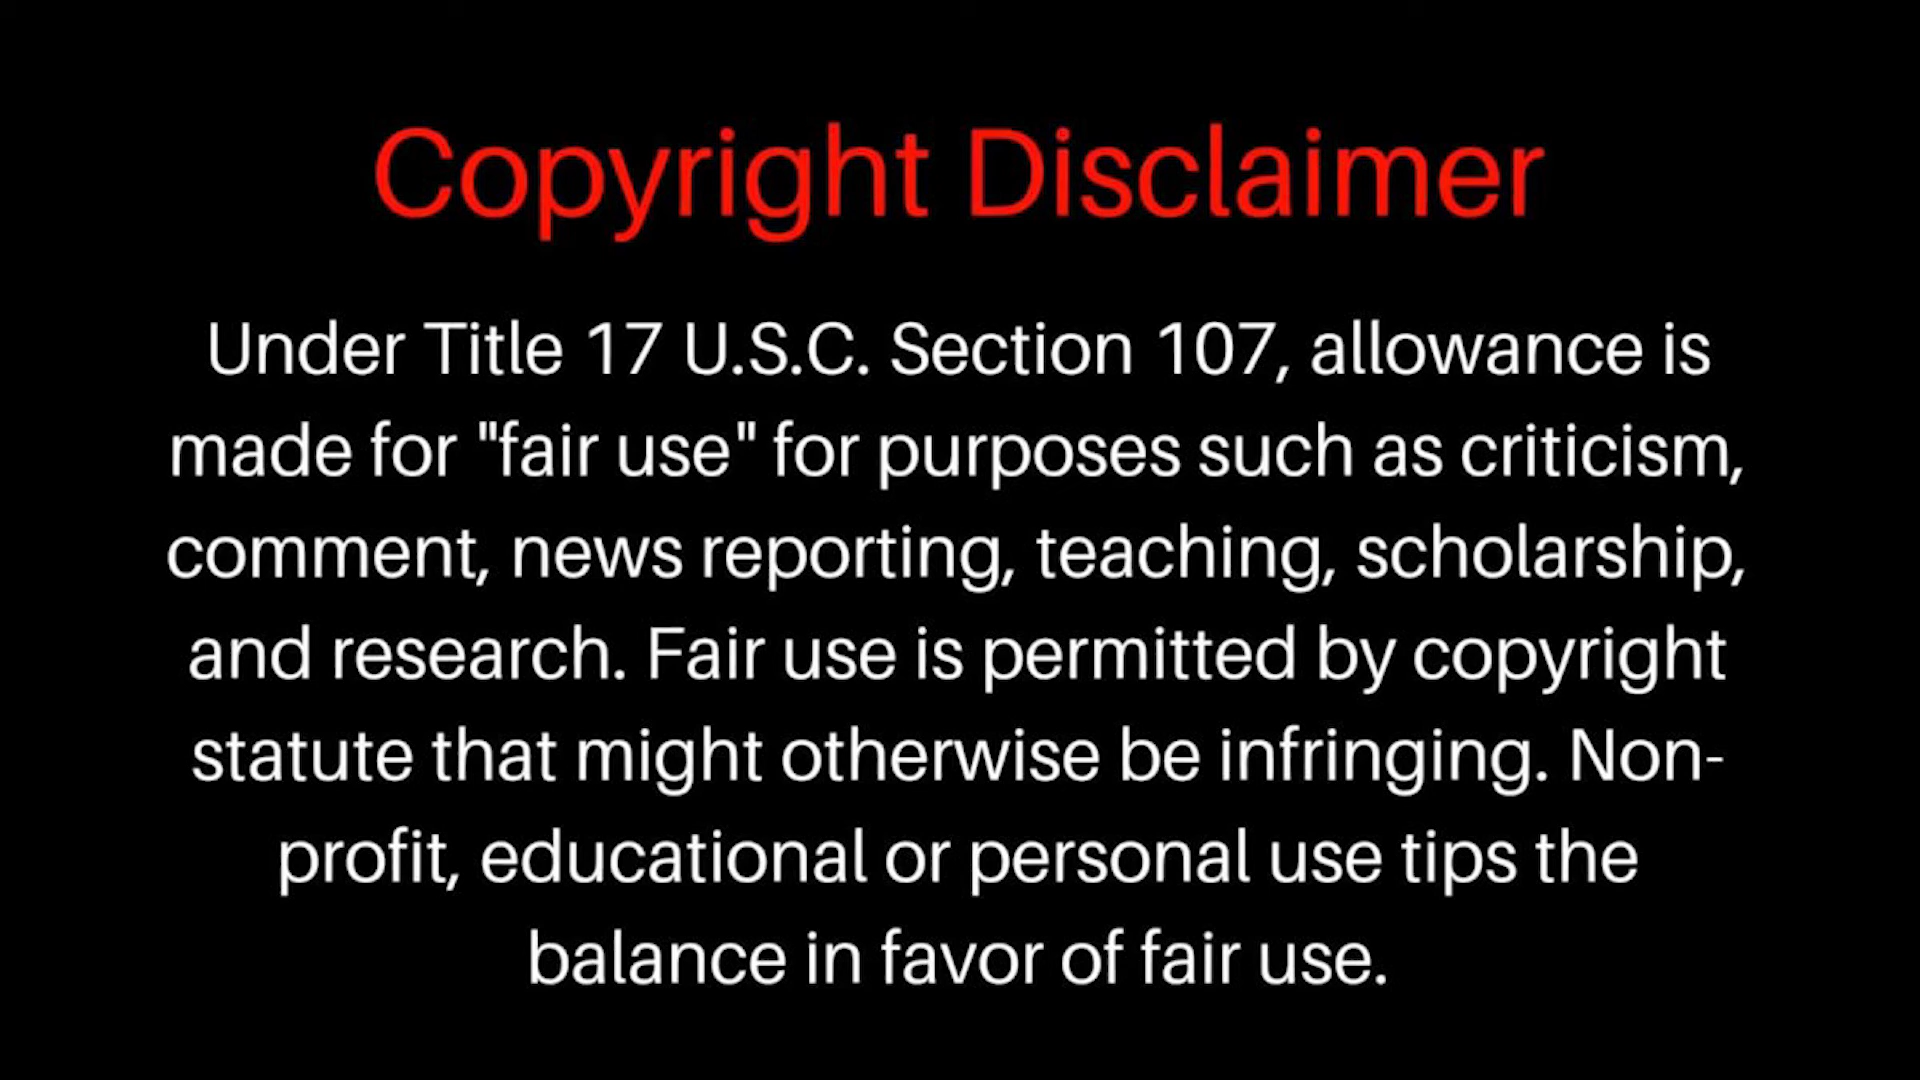 Copyright Disclaimer
Under Title 17 U.S.C. Section 107, allowance is
made for "fair use" for purposes such as criticism,
comment, news reporting, teaching, scholarship,
and research. Fair use is permitted by copyright
statute that might otherwise be infringing. Non-
profit, educational or personal use tips the
balance in favor of fair use.